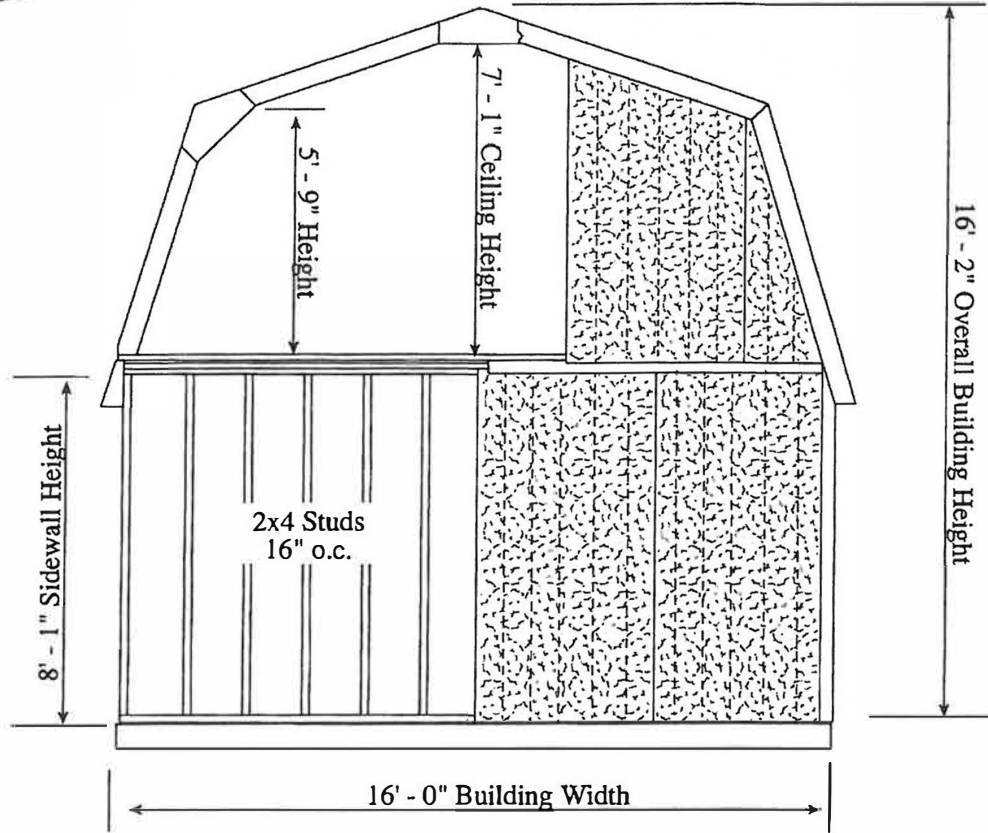 7' - 1" Ceiling Height
5' - 9" Height
16' - 2" Overall Building Height
8' - 1" Sidewall Height
2x4 Studs
16" o.c.
16' - 0" Building Width